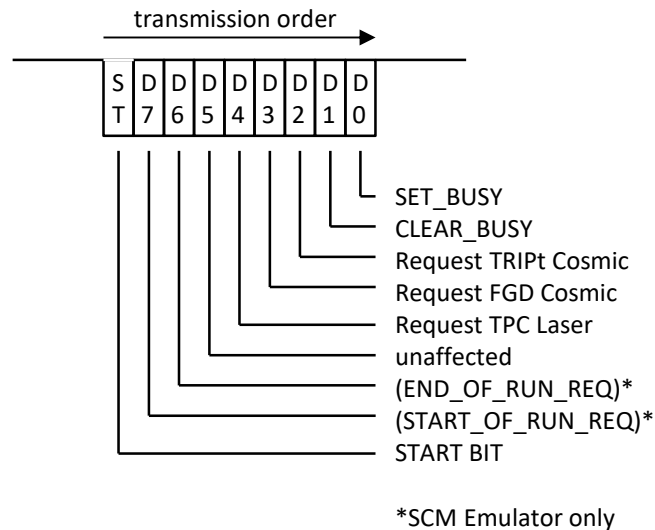 transmission order
S D D D D D D D D
T 7 6 5 4 3 2 1 0
SET_BUSY
CLEAR_BUSY
Request TRIPt Cosmic
Request FGD Cosmic
Request TPC Laser
unaffected
(END_OF_RUN_REQ)*
(START_OF_RUN_REQ)*
START BIT
*SCM Emulator only